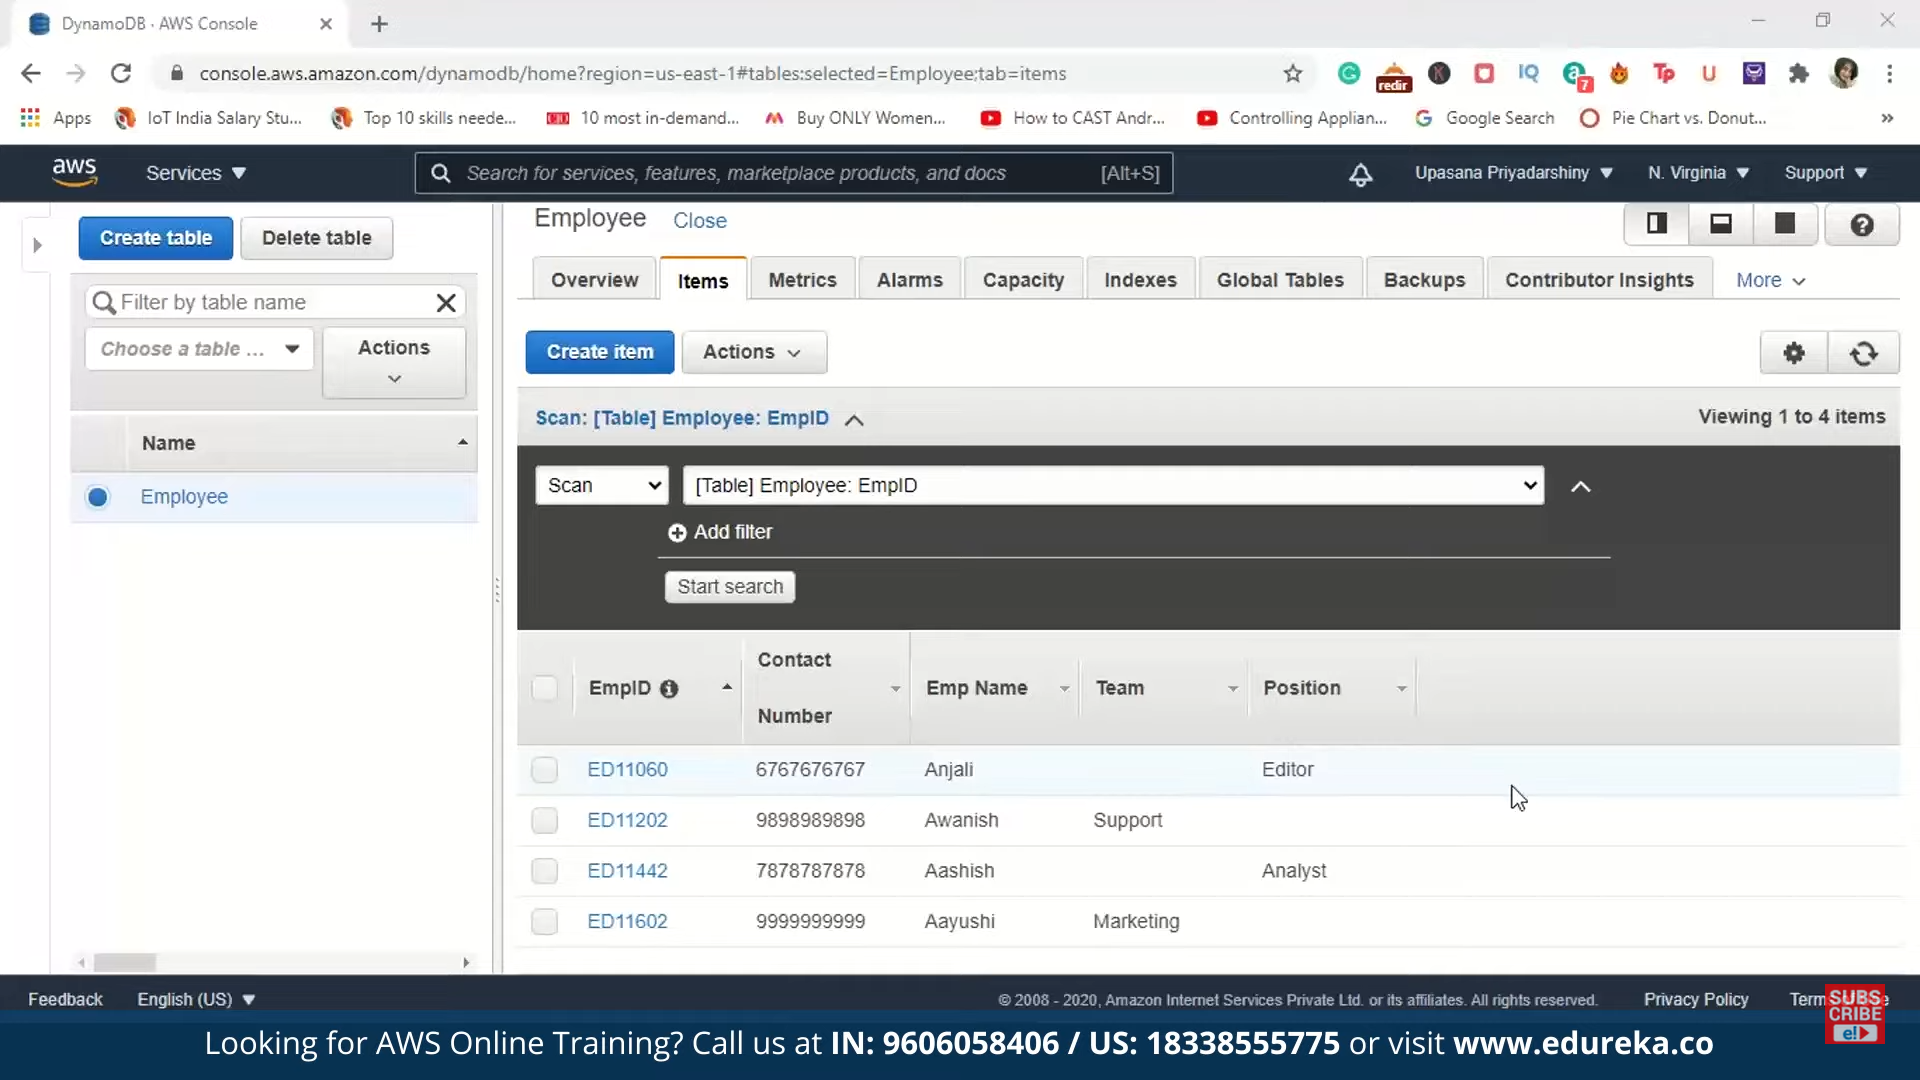 DynamoDB · AWS Console
console.aws.amazon.com/dynamodb/home?region=us-east-1#tables:selected=Employee;tab=items
redir
K
IQ
a
7
Tp
U
Apps
IoT India Salary Stu...
Top 10 skills neede...
10 most in-demand...
Buy ONLY Women...
How to CAST Andr...
Controlling Applian...
Google Search
Pie Chart vs. Donut...
»
aws
Services
Search for services, features, marketplace products, and docs
[Alt+S]
Upasana Priyadarshiny
N. Virginia
Support
Create table
Delete table
Employee
Close
Filter by table name
Choose a table ...
Actions
Overview
Items
Metrics
Alarms
Capacity
Indexes
Global Tables
Backups
Contributor Insights
More
Create item
Actions
Name
Employee
Scan: [Table] Employee: EmpID
Viewing 1 to 4 items
Scan
[Table] Employee: EmpID
Add filter
Start search
EmpID
Contact
Number
Emp Name
Team
Position
ED11060 6767676767 Anjali Editor
ED11202 9898989898 Awanish Support
ED11442 7878787878 Aashish Analyst
ED11602 9999999999 Aayushi Marketing
Feedback
English (US)
© 2008 - 2020, Amazon Internet Services Private Ltd. or its affiliates. All rights reserved.
Privacy Policy
SUBS
CRIBE
e!
Looking for AWS Online Training? Call us at IN: 9606058406 / US: 18338555775 or visit www.edureka.co